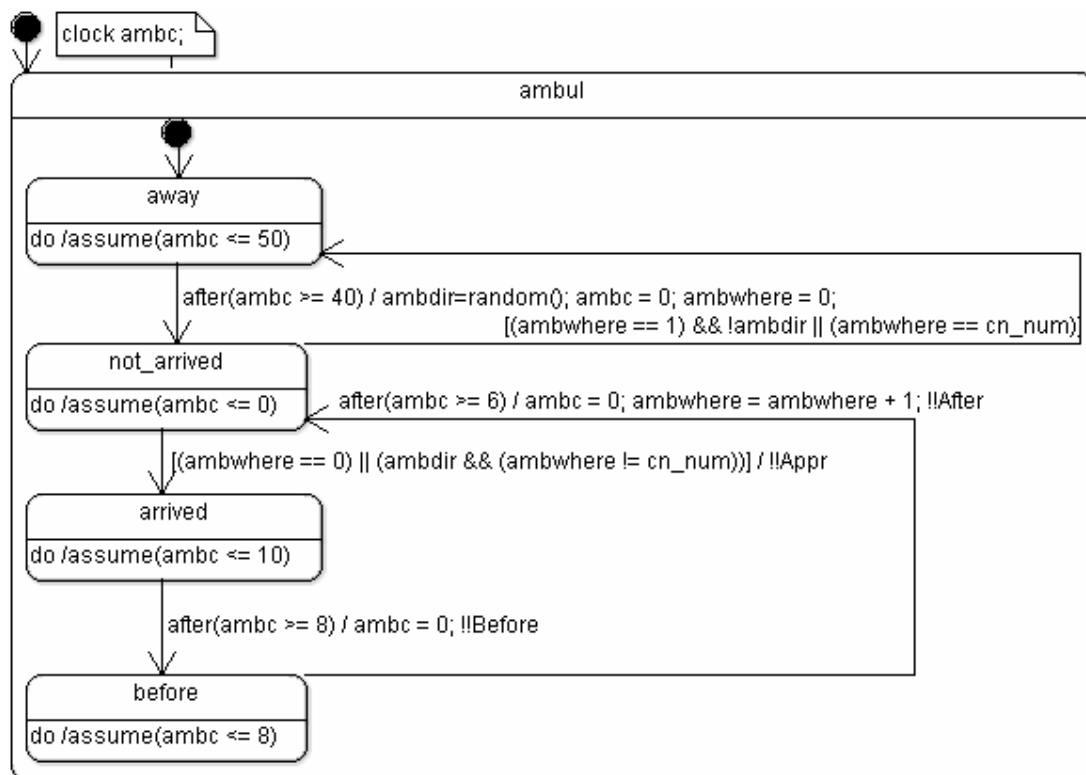 clock ambc;
ambul
away
do /assume(ambc <= 50)
after(ambc >= 40) / ambdir=random(); ambc = 0; ambwhere = 0;
[(ambwhere == 1) && !ambdir || (ambwhere == cn_num)]
not_arrived
do /assume(ambc <= 0)
after(ambc >= 6) / ambc = 0; ambwhere = ambwhere + 1; !!After
[(ambwhere == 0) || (ambdir && (ambwhere != cn_num))] / !!Appr
arrived
do /assume(ambc <= 10)
after(ambc >= 8) / ambc = 0; !!Before
before
do /assume(ambc <= 8)